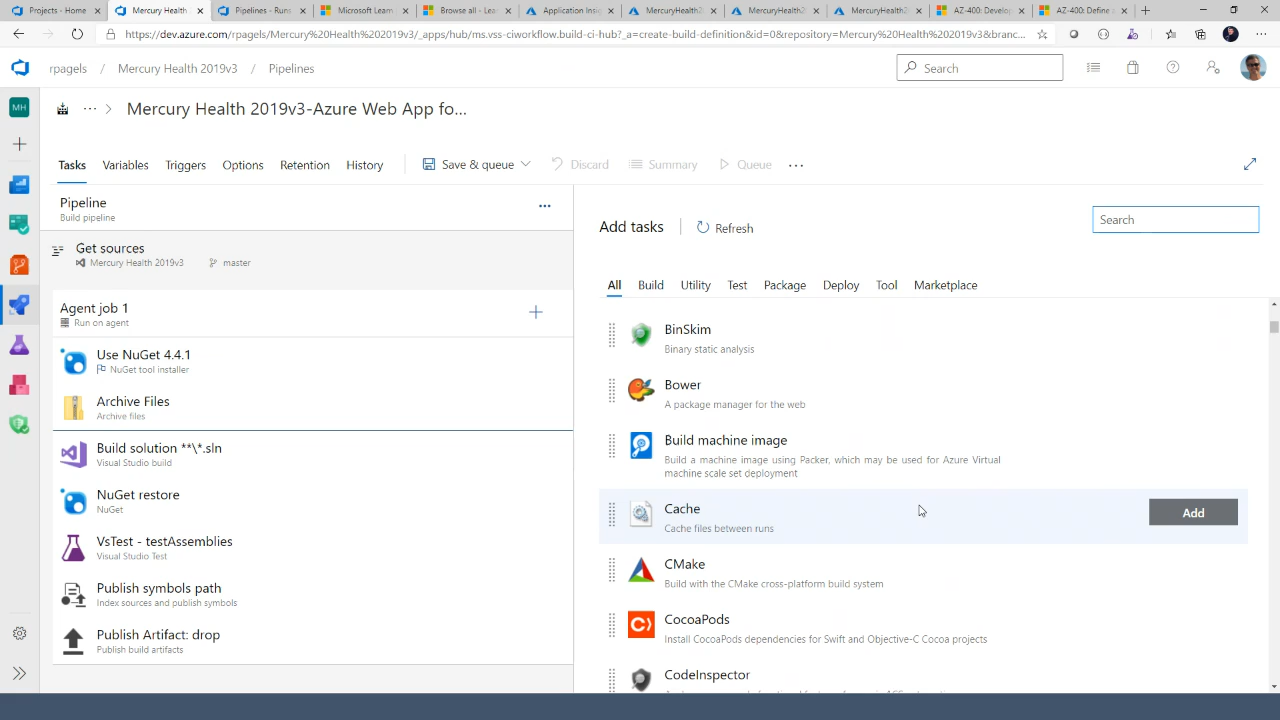 Projects - Home
Mercury Health
Pipelines - Runs
Microsoft Learn
Browse all - Lea
Application Insi
MercuryHealth2
MercuryHealth2
MercuryHealth2
AZ-400: Develop
AZ-400: Define a
https://dev.azure.com/rpagels/Mercury%20Health%202019v3/_apps/hub/ms.vss-ciworkflow.build-ci-hub?_a=create-build-definition&id=0&repository=Mercury%20Health%202019v3&branc...
rpagels / Mercury Health 2019v3 / Pipelines
Search
MH
Mercury Health 2019v3-Azure Web App fo...
Tasks Variables Triggers Options Retention History Save & queue Discard Summary Queue
Pipeline
Build pipeline
Get sources
Mercury Health 2019v3 master
Agent job 1
Run on agent
Use NuGet 4.4.1
NuGet tool installer
Archive Files
Archive files
Build solution **\*.sln
Visual Studio build
NuGet restore
NuGet
VsTest - testAssemblies
Visual Studio Test
Publish symbols path
Index sources and publish symbols
Publish Artifact: drop
Publish build artifacts
Add tasks Refresh
Search
All Build Utility Test Package Deploy Tool Marketplace
BinSkim
Binary static analysis
Bower
A package manager for the web
Build machine image
Build a machine image using Packer, which may be used for Azure Virtual
machine scale set deployment
Cache
Cache files between runs
Add
CMake
Build with the CMake cross-platform build system
CocoaPods
Install CocoaPods dependencies for Swift and Objective-C Cocoa projects
CodeInspector